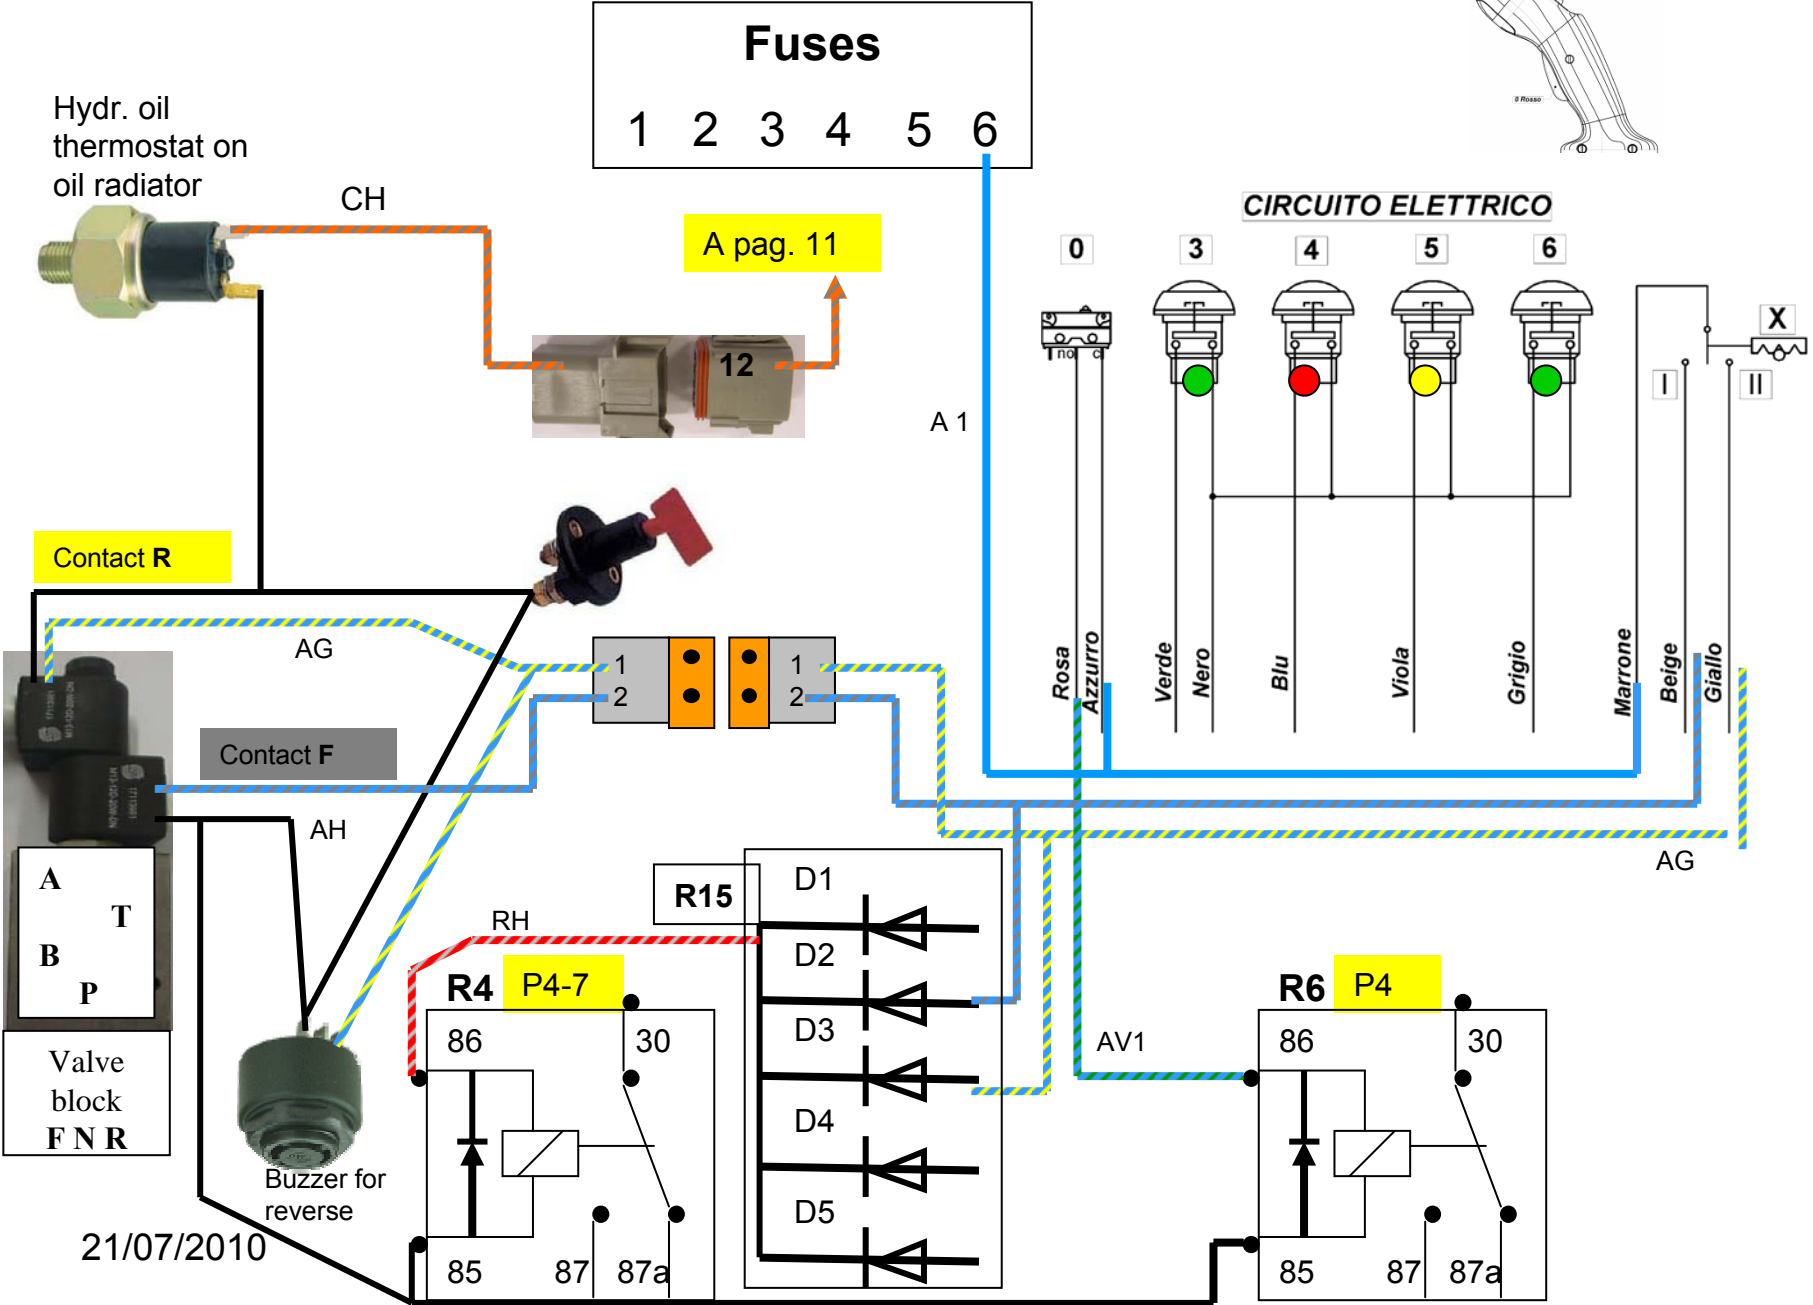 Fuses
1 2 3 4 5 6
0 Rosso
Hydr. oil
thermostat on
oil radiator
CH
A pag. 11
12
A 1
CIRCUITO ELETTRICO
0 3 4 5 6
no c
X
I II
Contact R
AG
Contact F
AH
1 1
2 2
Rosa
Azzurro
Verde
Nero
Blu
Viola
Grigio
Marrone
Beige
Giallo
AG
A
T
B
P
Valve
block
F N R
Buzzer for
reverse
21/07/2010
RH
R15
D1
D2
D3
D4
D5
R4 P4-7
86 30
85 87 87a
AV1
R6 P4
86 30
85 87 87a